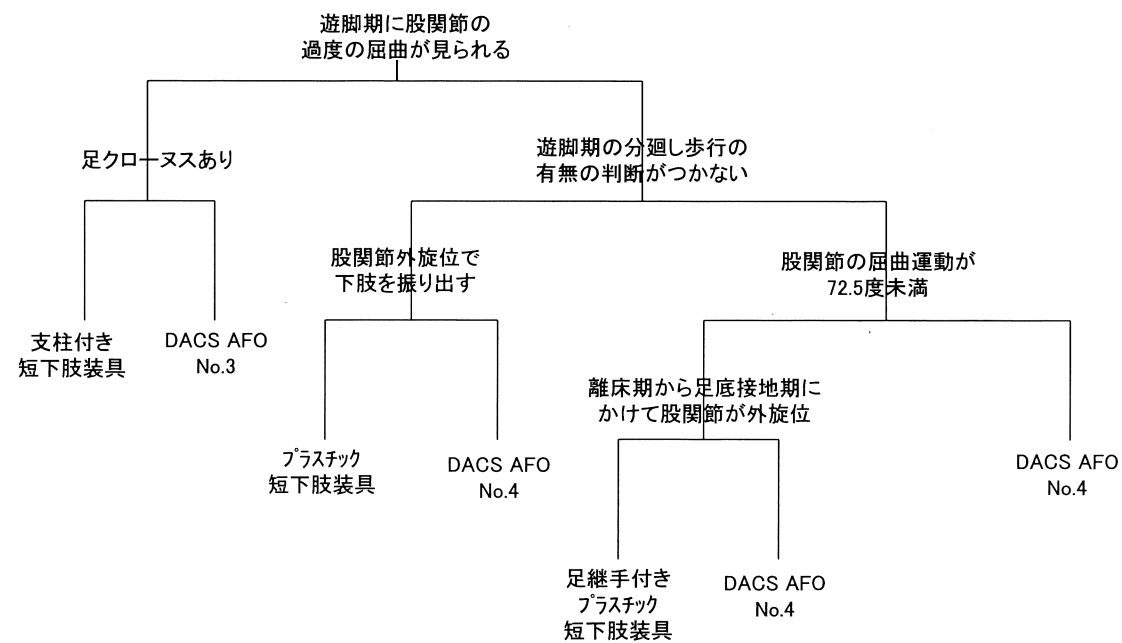 遊脚期に股関節の
過度の屈曲が見られる
足クローヌスあり
遊脚期の分廻し歩行の
有無の判断がつかない
股関節外旋位で
下肢を振り出す
股関節の屈曲運動が
72.5度未満
支柱付き
短下肢装具
DACS AFO
No.3
離床期から足底接地期に
かけて股関節が外旋位
プラスチック
短下肢装具
DACS AFO
No.4
DACS AFO
No.4
足継手付き
プラスチック
短下肢装具
DACS AFO
No.4